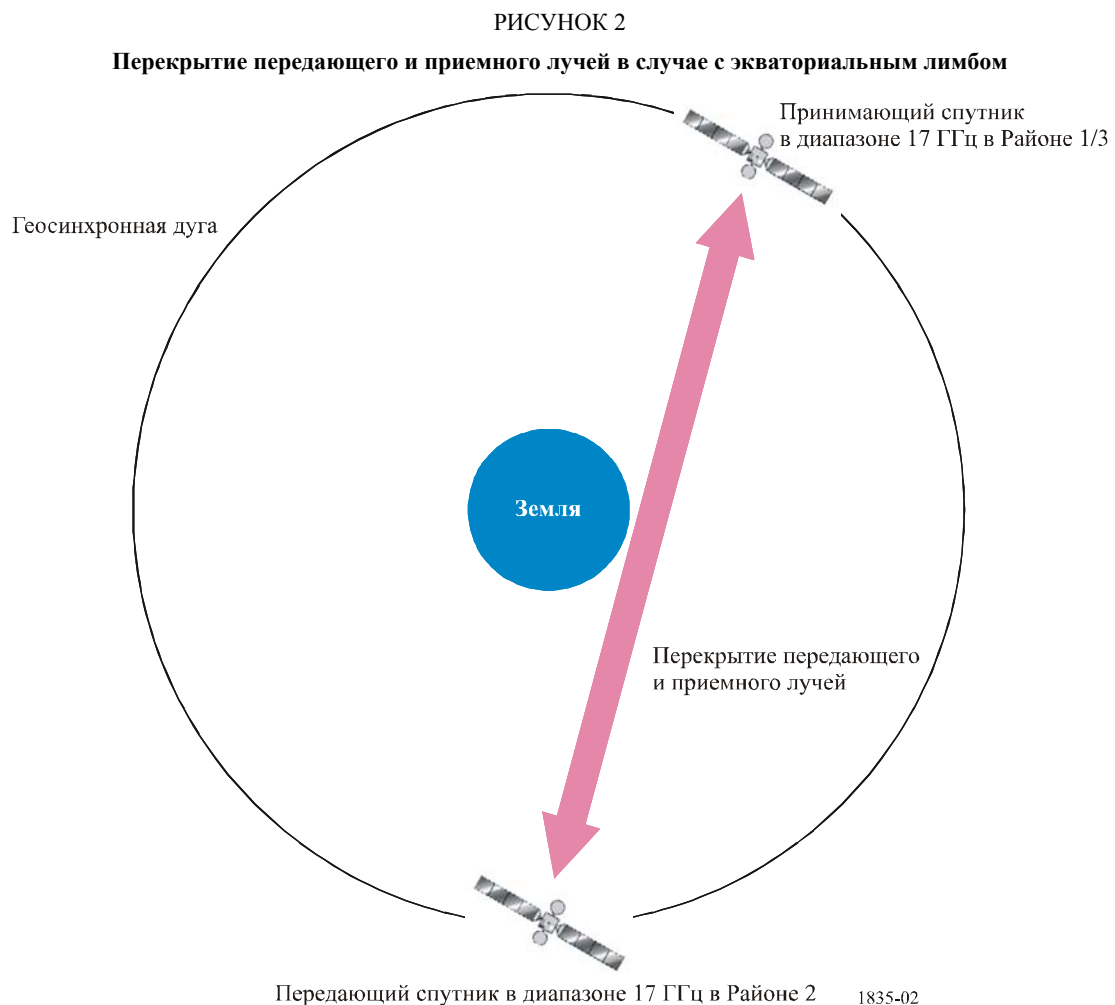 РИСУНОК 2
Перекрытие передающего и приемного лучей в случае с экваториальным лимбом
Принимающий спутник
в диапазоне 17 ГГц в Районе 1/3
Геосинхронная дуга
Земля
Перекрытие передающего
и приемного лучей
Передающий спутник в диапазоне 17 ГГц в Районе 2
1835-02